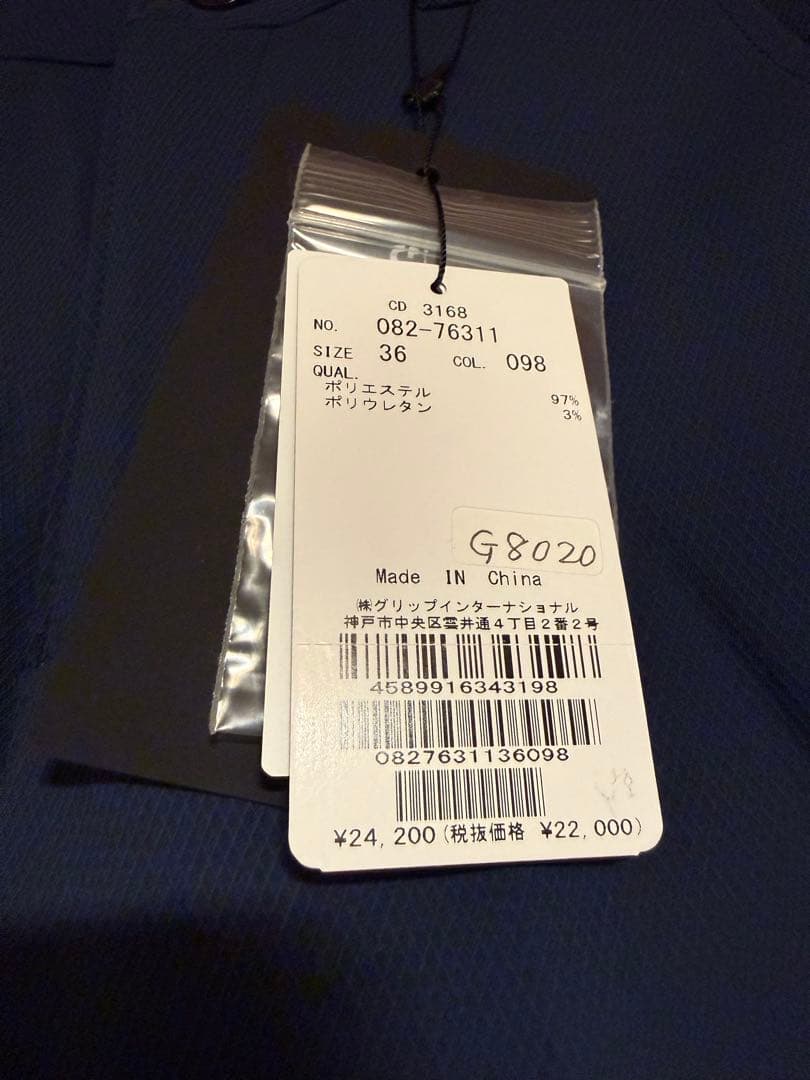 CD 3168
NO. 082-76311
SIZE 36 COL. 098
QUAL.
ポリエステル 97%
ポリウレタン 3%
G8020
Made IN China
㈱グリップインターナショナル
神戸市中央区雲井通4丁目2番2号
4589916343198
0827631136098
¥24,200(税抜価格 ¥22,000)